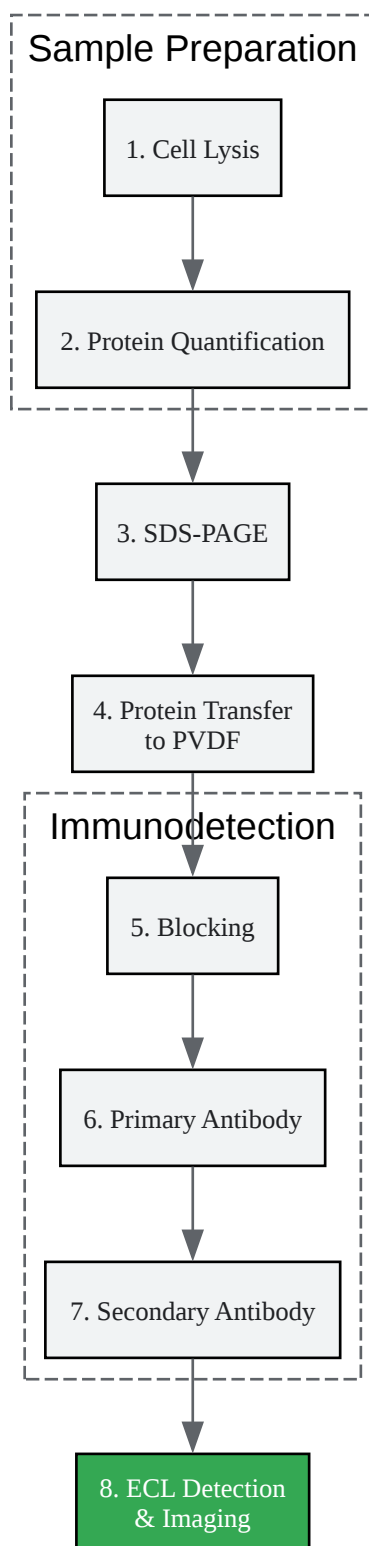 Sample Preparation
1. Cell Lysis
2. Protein Quantification
3. SDS-PAGE
4. Protein Transfer
to PVDF
Immunodetection
5. Blocking
6. Primary Antibody
7. Secondary Antibody
8. ECL Detection
& Imaging